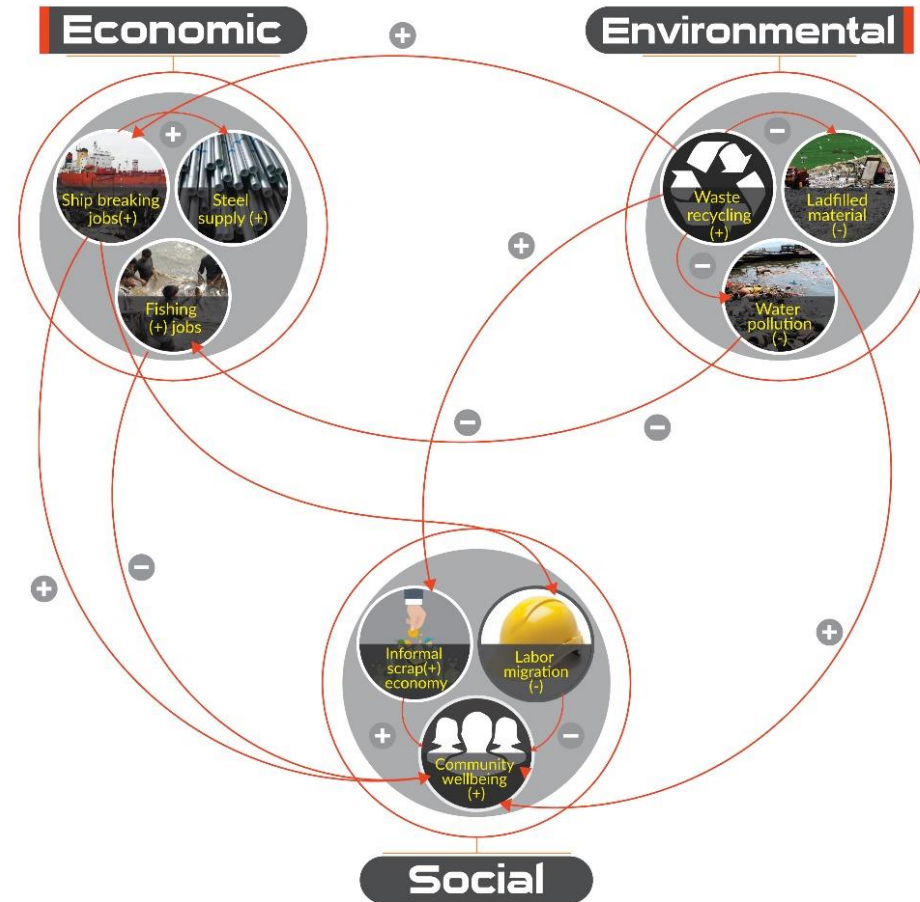 Economic
Environmental
+
Ship breaking
jobs(+)
+
Steel
supply (+)
Fishing
(+) jobs
Waste
recycling
(+)
−
Ladfilled
material
(-)
−
Water
pollution
(-)
+
−
−
+
−
+
Informal
scrap(+)
economy
Labor
migration
(-)
+
−
Community
wellbeing
(+)
Social